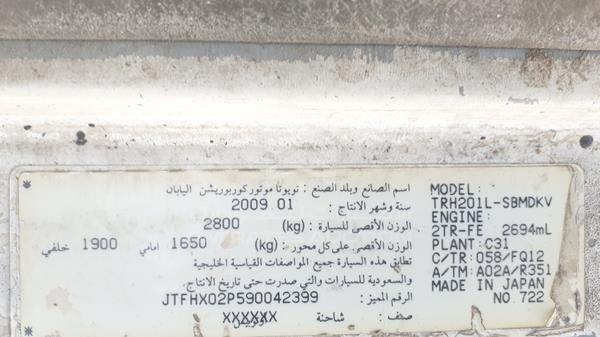 اسم الصانع وبلد الصنع : تويوتا موتور كوربوريشن اليابان
سنة وشهر الانتاج : 2009.01
الوزن الأقصى للسيارة (kg) 2800
الوزن الأقصى على كل محور : (kg) 1650 امامي 1900 خلفي
تطابق هذه السيارة جميع المواصفات القياسية الخليجية
والسعودية للسيارات والتي صدرت حتى تاريخ الانتاج .
الرقم المميز : JTFHX02P590042399
صنف : شاحنة XXXXXX
MODEL:
TRH201L-SBMDKV
ENGINE:
2TR-FE 2694mL
PLANT: C31
C/TR: 058/FQ12
A/TM: A02A/R351
MADE IN JAPAN
NO. 722